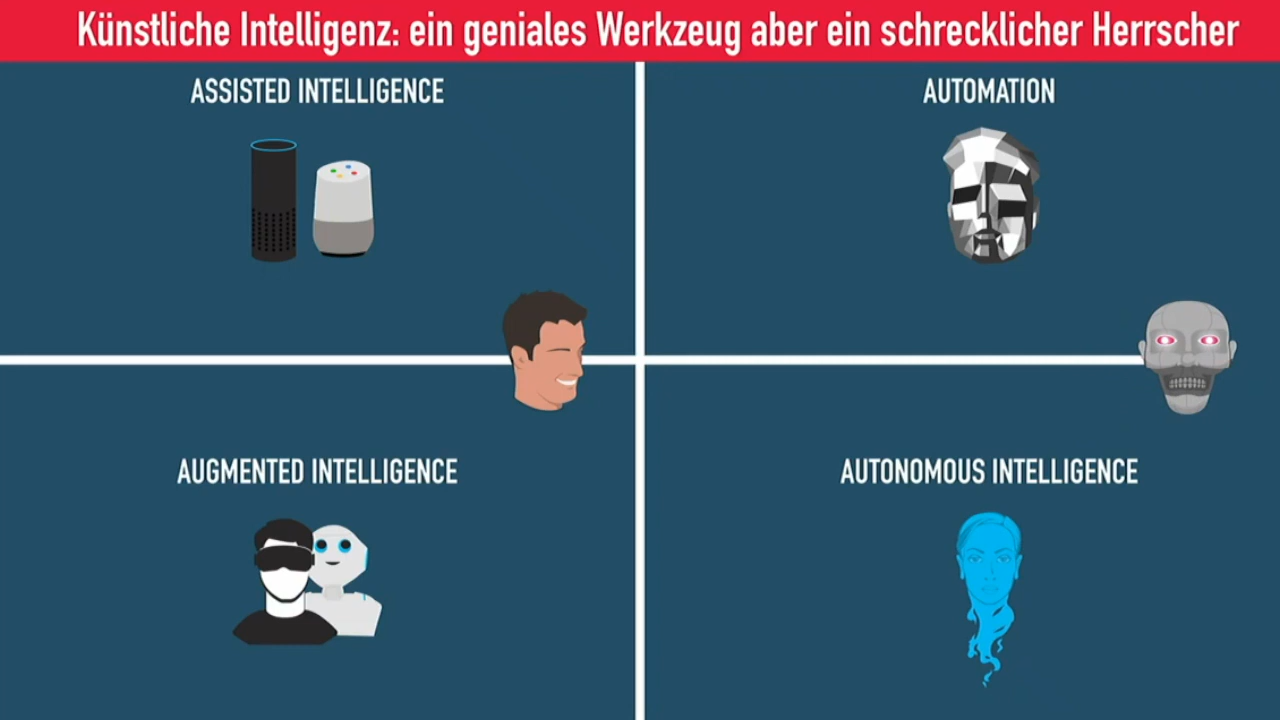 Künstliche Intelligenz: ein geniales Werkzeug aber ein schrecklicher Herrscher
ASSISTED INTELLIGENCE
AUTOMATION
AUGMENTED INTELLIGENCE
AUTONOMOUS INTELLIGENCE